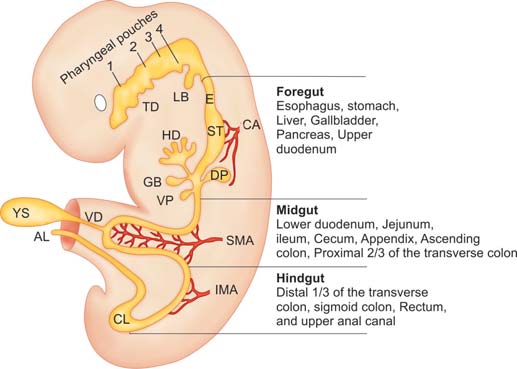 Pharyngeal pouches
1
2
3
4
TD
LB
E
ST
CA
HD
GB
VP
DP
YS
VD
AL
SMA
IMA
CL
Foregut
Esophagus, stomach,
Liver, Gallbladder,
Pancreas, Upper
duodenum
Midgut
Lower duodenum, Jejunum,
ileum, Cecum, Appendix, Ascending
colon, Proximal 2/3 of the transverse colon
Hindgut
Distal 1/3 of the transverse
colon, sigmoid colon, Rectum,
and upper anal canal